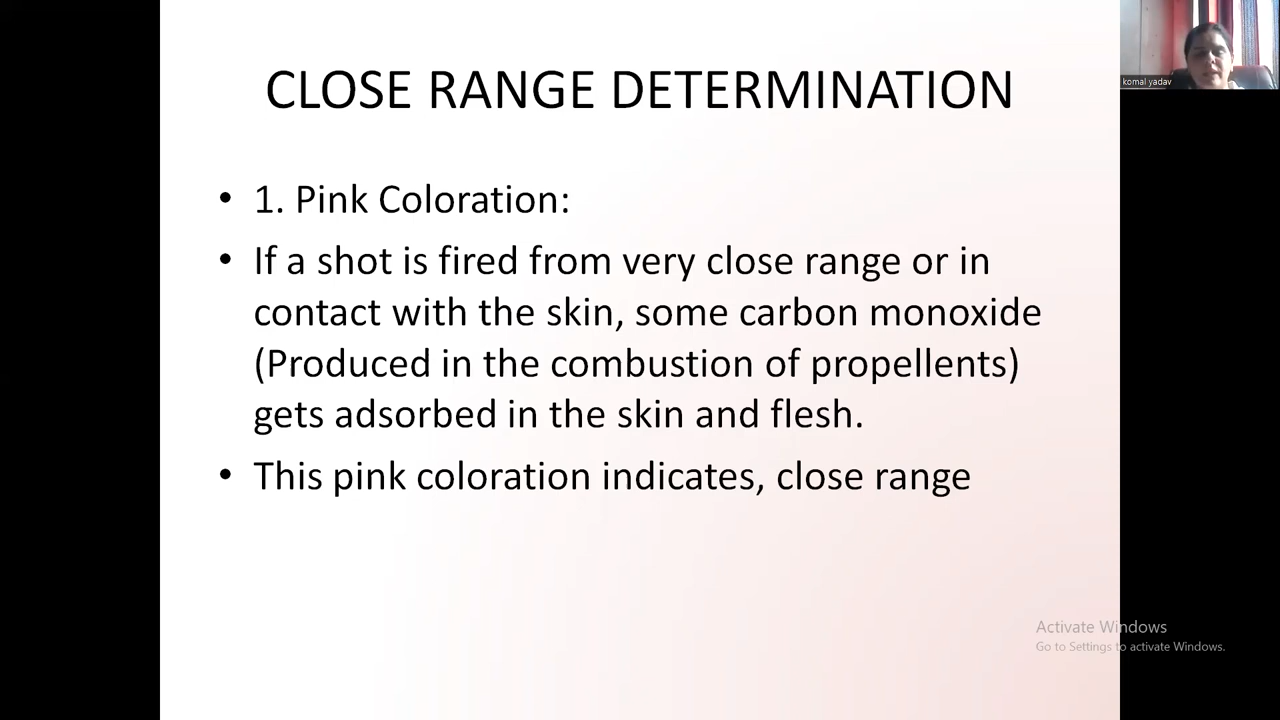 CLOSE RANGE DETERMINATION
komal yadav
• 1. Pink Coloration:
• If a shot is fired from very close range or in
contact with the skin, some carbon monoxide
(Produced in the combustion of propellents)
gets adsorbed in the skin and flesh.
• This pink coloration indicates, close range
Activate Windows
Go to Settings to activate Windows.